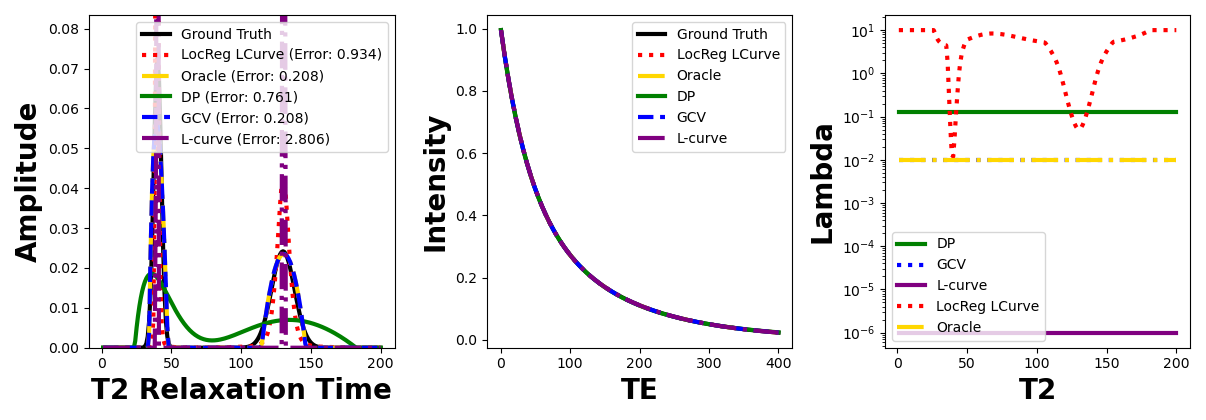 Amplitude
0.08
0.07
0.06
0.05
0.04
0.03
0.02
0.01
0.00
Ground Truth
LocReg LCurve (Error: 0.934)
Oracle (Error: 0.208)
DP (Error: 0.761)
GCV (Error: 0.208)
L-curve (Error: 2.806)
0 50 100 150 200
T2 Relaxation Time
Intensity
1.0
0.8
0.6
0.4
0.2
0.0
Ground Truth
LocReg LCurve
Oracle
DP
GCV
L-curve
0 100 200 300 400
TE
Lambda
10¹
10⁰
10⁻¹
10⁻²
10⁻³
10⁻⁴
10⁻⁵
10⁻⁶
DP
GCV
L-curve
LocReg LCurve
Oracle
0 50 100 150 200
T2